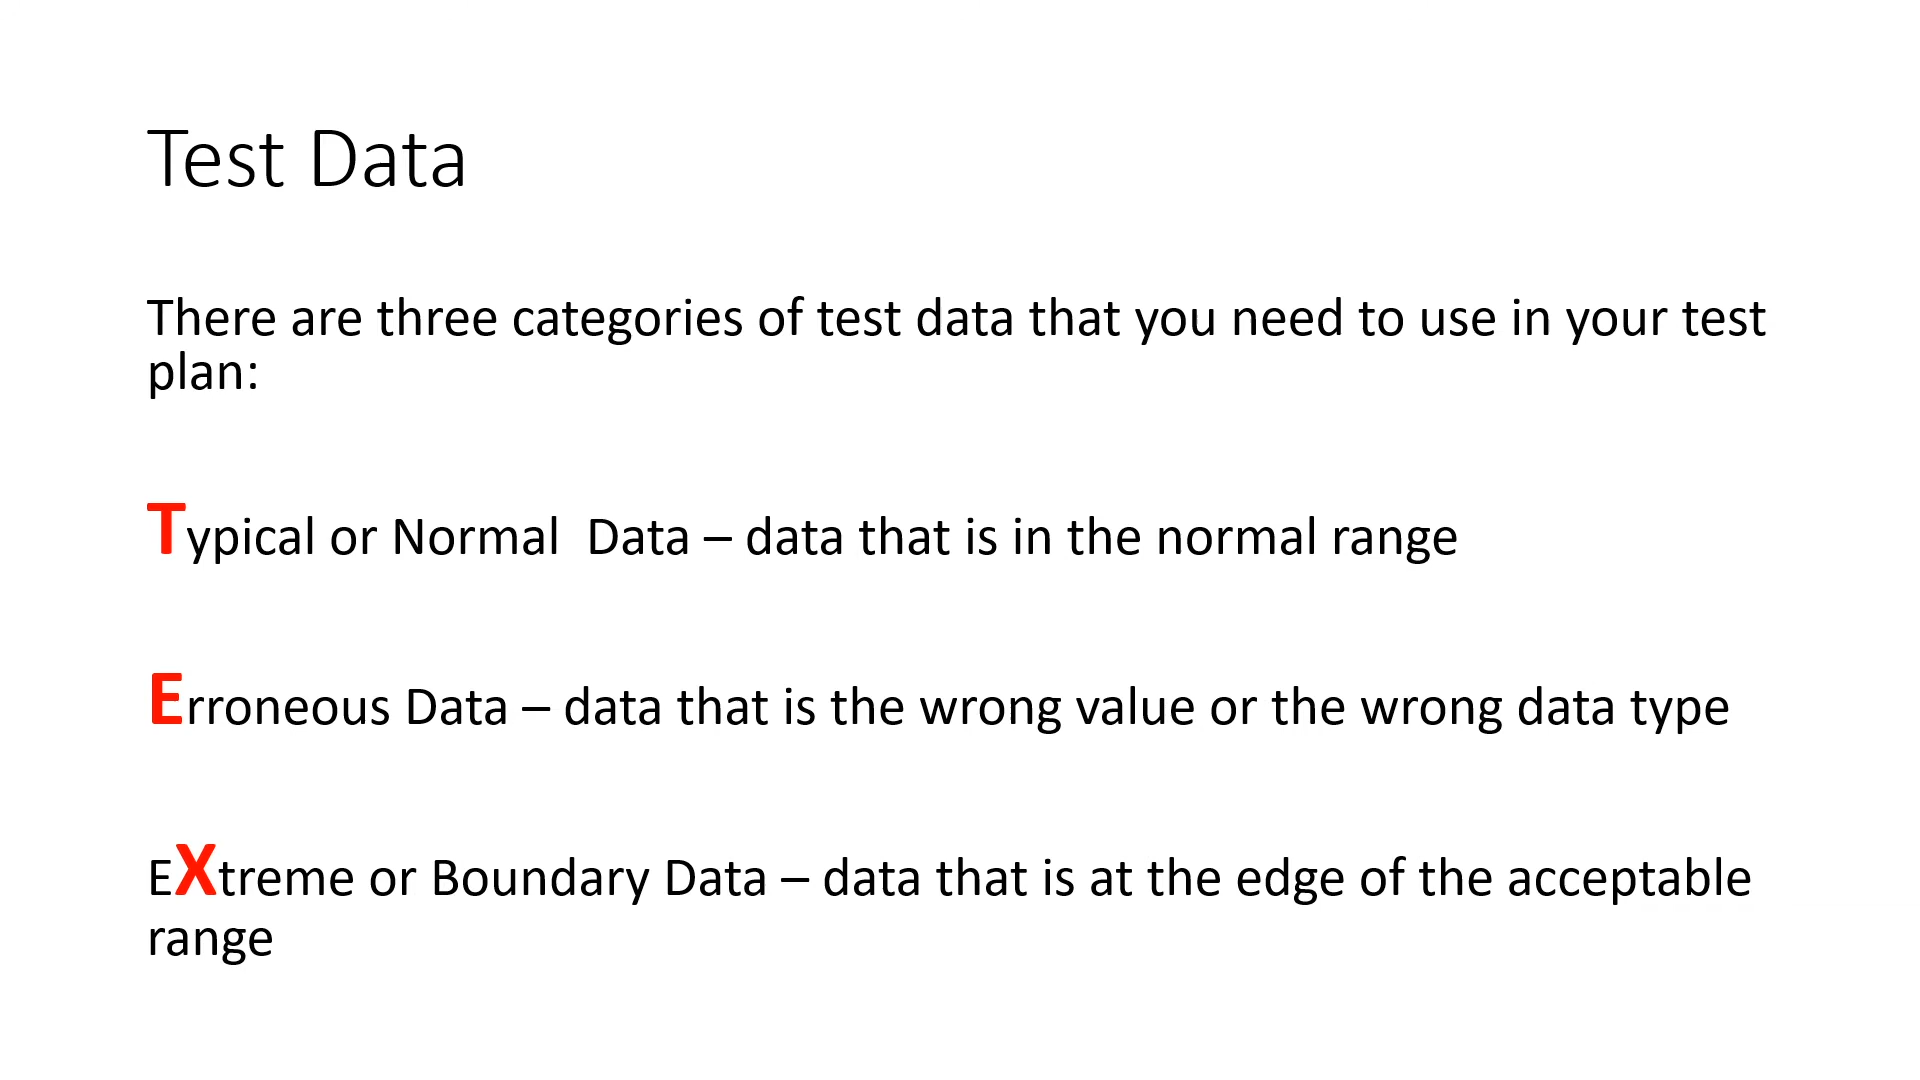 Test Data
There are three categories of test data that you need to use in your test
plan:
Typical or Normal  Data – data that is in the normal range
Erroneous Data – data that is the wrong value or the wrong data type
EXtreme or Boundary Data – data that is at the edge of the acceptable
range